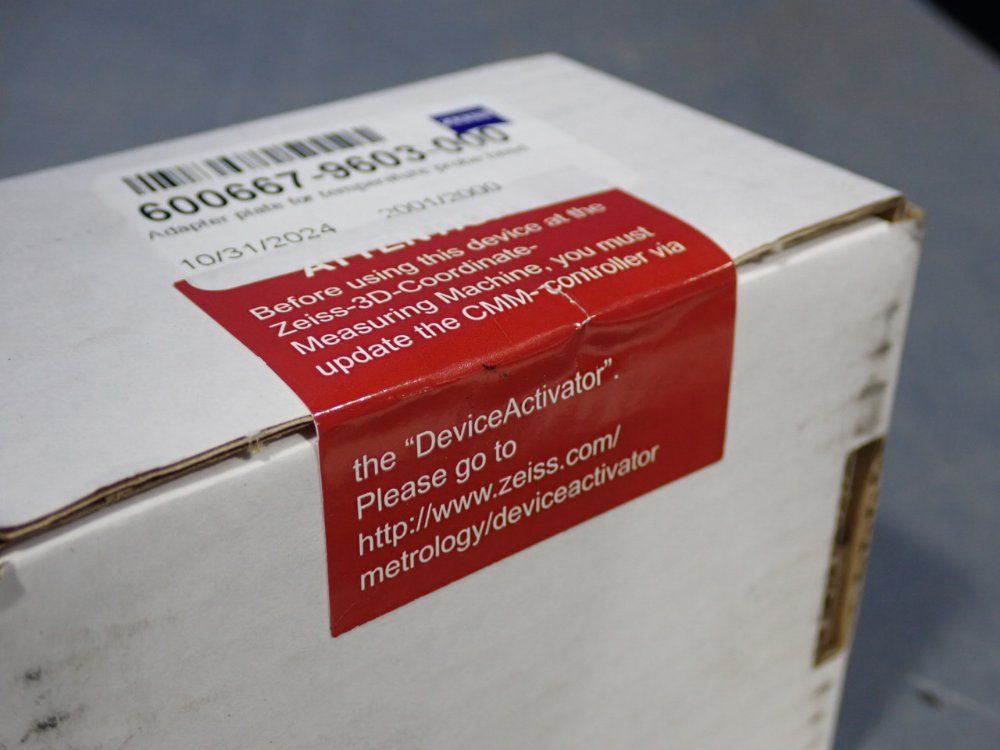 ZEISS
600667-9603-000
Adapter plate for temperature probe
10/31/2024 2001/2000
Before using this device at the
Zeiss-3D-Coordinate-
Measuring Machine, you must
update the CMM- controller via
the “DeviceActivator”.
Please go to
http://www.zeiss.com/
metrology/deviceactivator